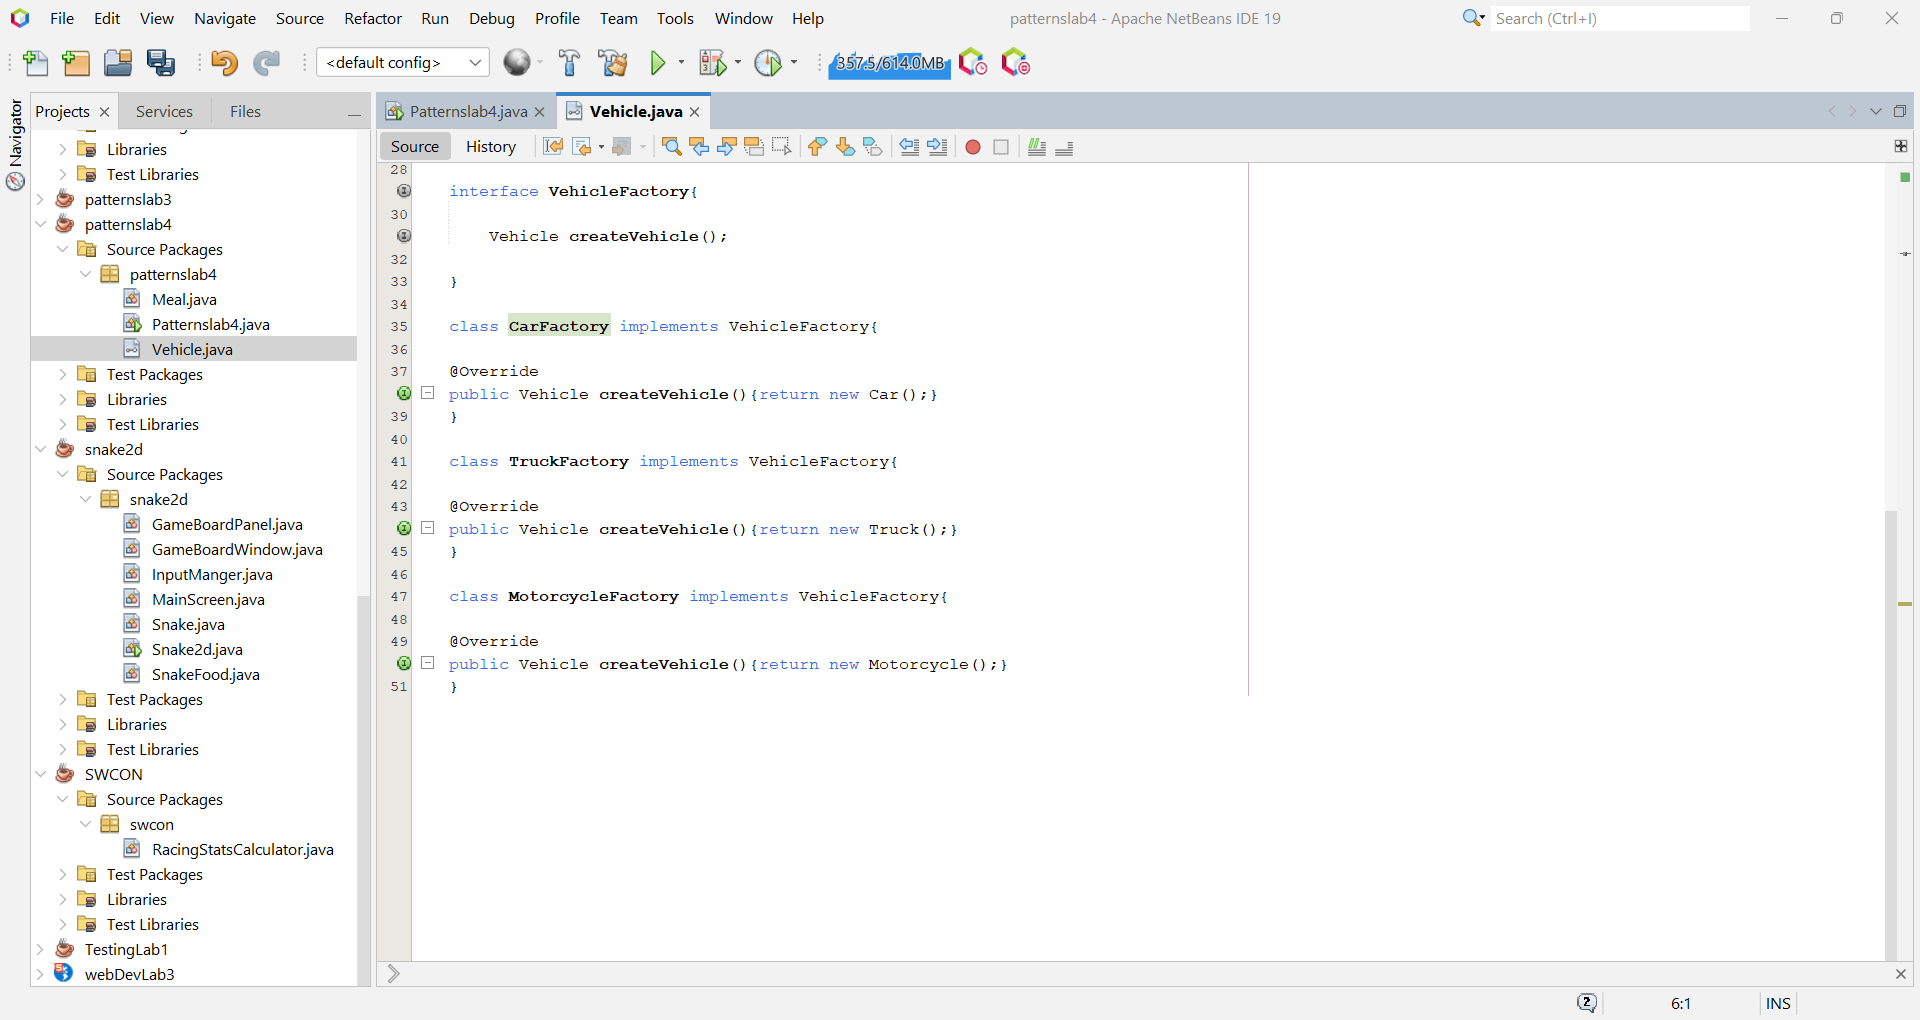 File Edit View Navigate Source Refactor Run Debug Profile Team Tools Window Help
patternslab4 - Apache NetBeans IDE 19
Search (Ctrl+I)
<default config>
357.5/614.0MB
Navigator
Projects
Services
Files
Libraries
Test Libraries
patternslab3
patternslab4
Source Packages
patternslab4
Meal.java
Patternslab4.java
Vehicle.java
Test Packages
Libraries
Test Libraries
snake2d
Source Packages
snake2d
GameBoardPanel.java
GameBoardWindow.java
InputManger.java
MainScreen.java
Snake.java
Snake2d.java
SnakeFood.java
Test Packages
Libraries
Test Libraries
SWCON
Source Packages
swcon
RacingStatsCalculator.java
Test Packages
Libraries
Test Libraries
TestingLab1
webDevLab3
Patternslab4.java
Vehicle.java
Source History
28
interface VehicleFactory{
30
Vehicle createVehicle();
32
33 }
34
35 class CarFactory implements VehicleFactory{
36
37 @Override
public Vehicle createVehicle(){return new Car();}
39 }
40
41 class TruckFactory implements VehicleFactory{
42
43 @Override
public Vehicle createVehicle(){return new Truck();}
45 }
46
47 class MotorcycleFactory implements VehicleFactory{
48
49 @Override
public Vehicle createVehicle(){return new Motorcycle();}
51 }
2
6:1
INS